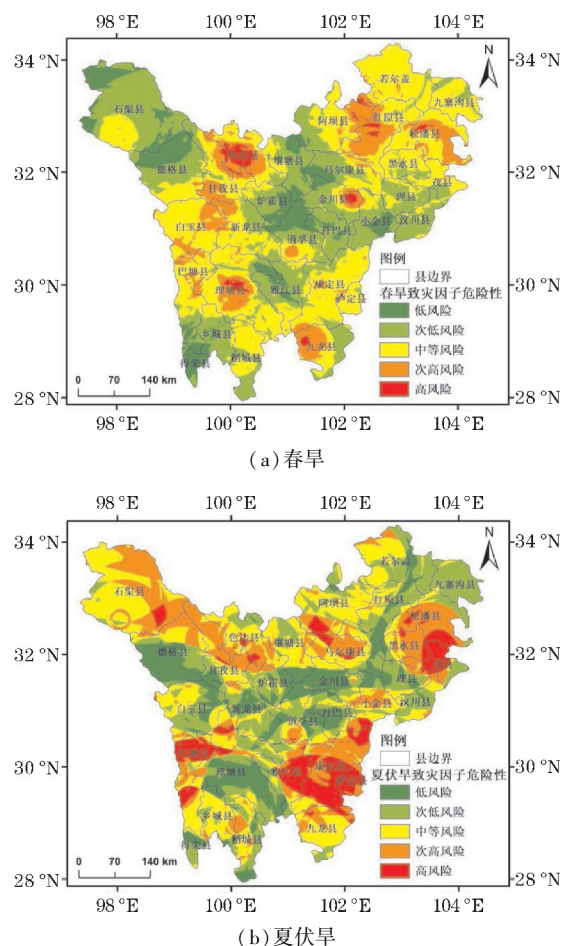 98 °E 100 °E 102 °E 104 °E
34 °N 34 °N
32 °N 32 °N
30 °N 30 °N
28 °N 28 °N
N
若尔盖
九寨沟县
石渠县
阿坝县
红原县
松潘县
色达县
壤塘县
黑水县
德格县
马尔康县
茂县
甘孜县
炉霍县
金川县
理县
白玉县
新龙县
丹巴县
小金县
汶川县
道孚县
巴塘县
理塘县
雅江县
康定县
泸定县
乡城县
九龙县
得荣县
稻城县
图例
县边界
春旱致灾因子危险性
低风险
次低风险
中等风险
次高风险
高风险
0 70 140 km
98 °E 100 °E 102 °E 104 °E
(a)春旱
98 °E 100 °E 102 °E 104 °E
34 °N 34 °N
32 °N 32 °N
30 °N 30 °N
28 °N 28 °N
N
若尔盖
九寨沟县
石渠县
阿坝县
红原县
松潘县
色达县
壤塘县
黑水县
德格县
马尔康县
甘孜县
炉霍县
金川县
理县
白玉县
新龙县
丹巴县
小金县
汶川县
道孚县
理塘县
康定县
乡城县
九龙县
得荣县
稻城县
图例
县边界
夏伏旱致灾因子危险性
低风险
次低风险
中等风险
次高风险
高风险
0 70 140 km
98 °E 100 °E 102 °E 104 °E
(b)夏伏旱